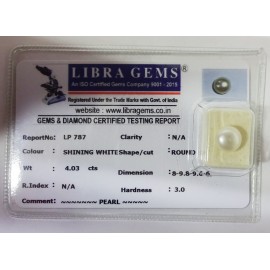 LIBRA GEMS®
An ISO Certified Gems Company 9001 - 2015
Registered Under the Trade Marks with Govt. of India
website : www.libragems.com
GEMS & DIAMOND CERTIFIED TESTING REPORT
ReportNo: LP 787 Clarity : N/A
Colour : SHINING WHITE Shape/cut : ROUND
Wt : 4.03 cts Dimension
R.Index : N/A Hardness : 3.0
Comment : PEARL